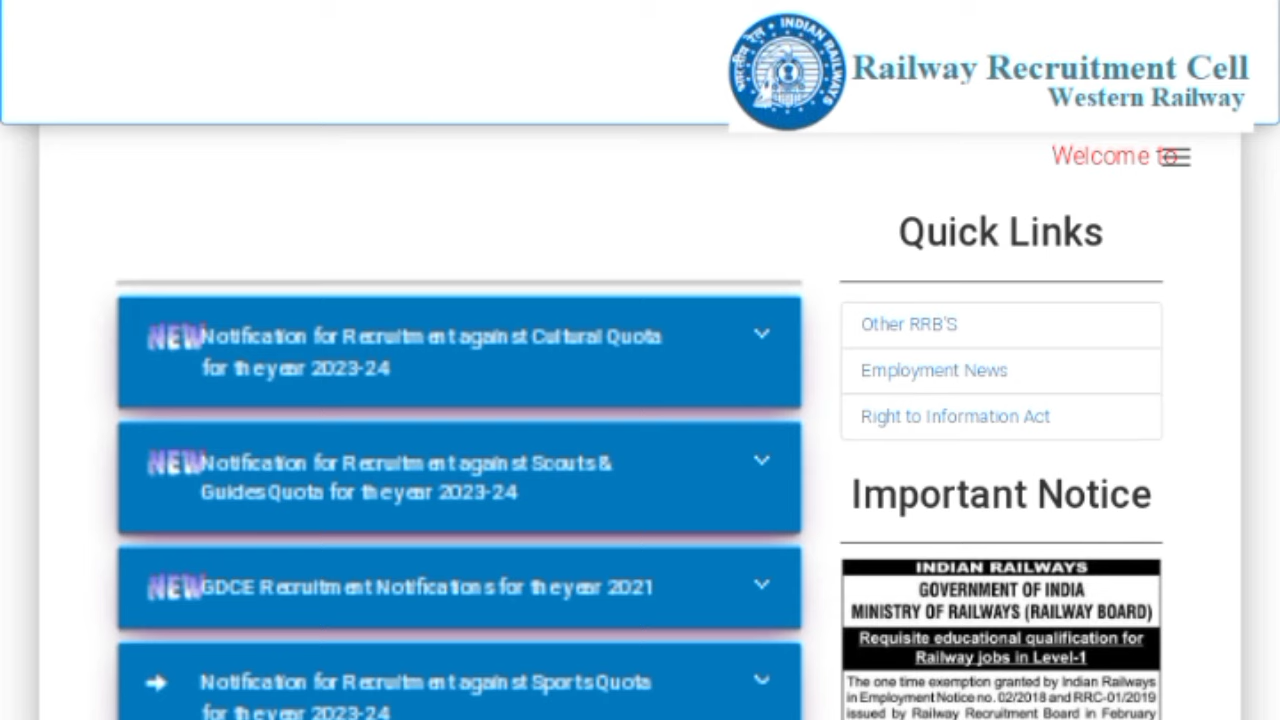 INDIAN RAILWAYS
भारतीय रेल
Railway Recruitment Cell
Western Railway
Welcome to
NEW Notification for Recruitment against Cultural Quota
for the year 2023-24
NEW Notification for Recruitment against Scouts &
Guides Quota for the year 2023-24
NEW GDCE Recruitment Notifications for the year 2021
Notification for Recruitment against Sports Quota
for the year 2023-24
Quick Links
Other RRB'S
Employment News
Right to Information Act
Important Notice
INDIAN RAILWAYS
GOVERNMENT OF INDIA
MINISTRY OF RAILWAYS (RAILWAY BOARD)
Requisite educational qualification for
Railway jobs in Level-1
The one time exemption granted by Indian Railways
in Employment Notice no. 02/2018 and RRC-01/2019
issued by Railway Recruitment Board in February